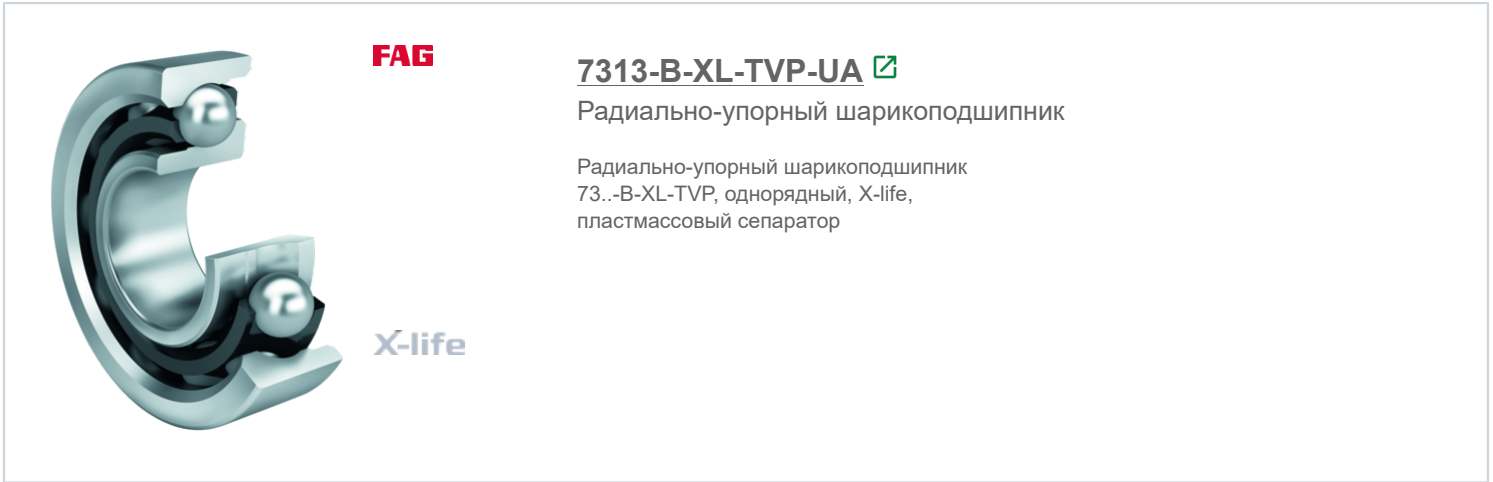 FAG
7313-B-XL-TVP-UA
Радиально-упорный шарикоподшипник
Радиально-упорный шарикоподшипник
73..-B-XL-TVP, однорядный, X-life,
пластмассовый сепаратор
X-life